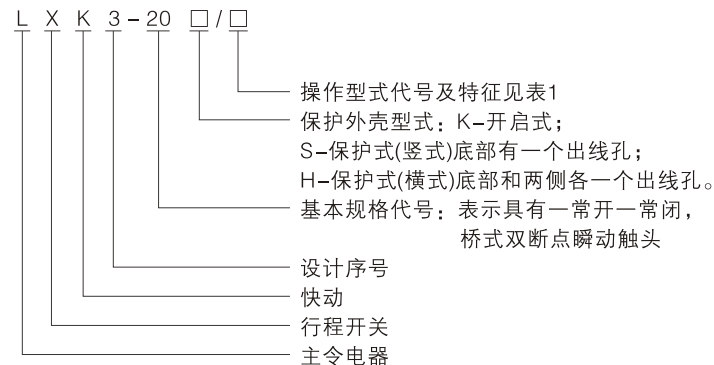 L X K 3-20 □/□
操作型式代号及特征见表1
保护外壳型式：K-开启式；
S-保护式(竖式)底部有一个出线孔；
H-保护式(横式)底部和两侧各一个出线孔。
基本规格代号：表示具有一常开一常闭，
桥式双断点瞬动触头
设计序号
快动
行程开关
主令电器